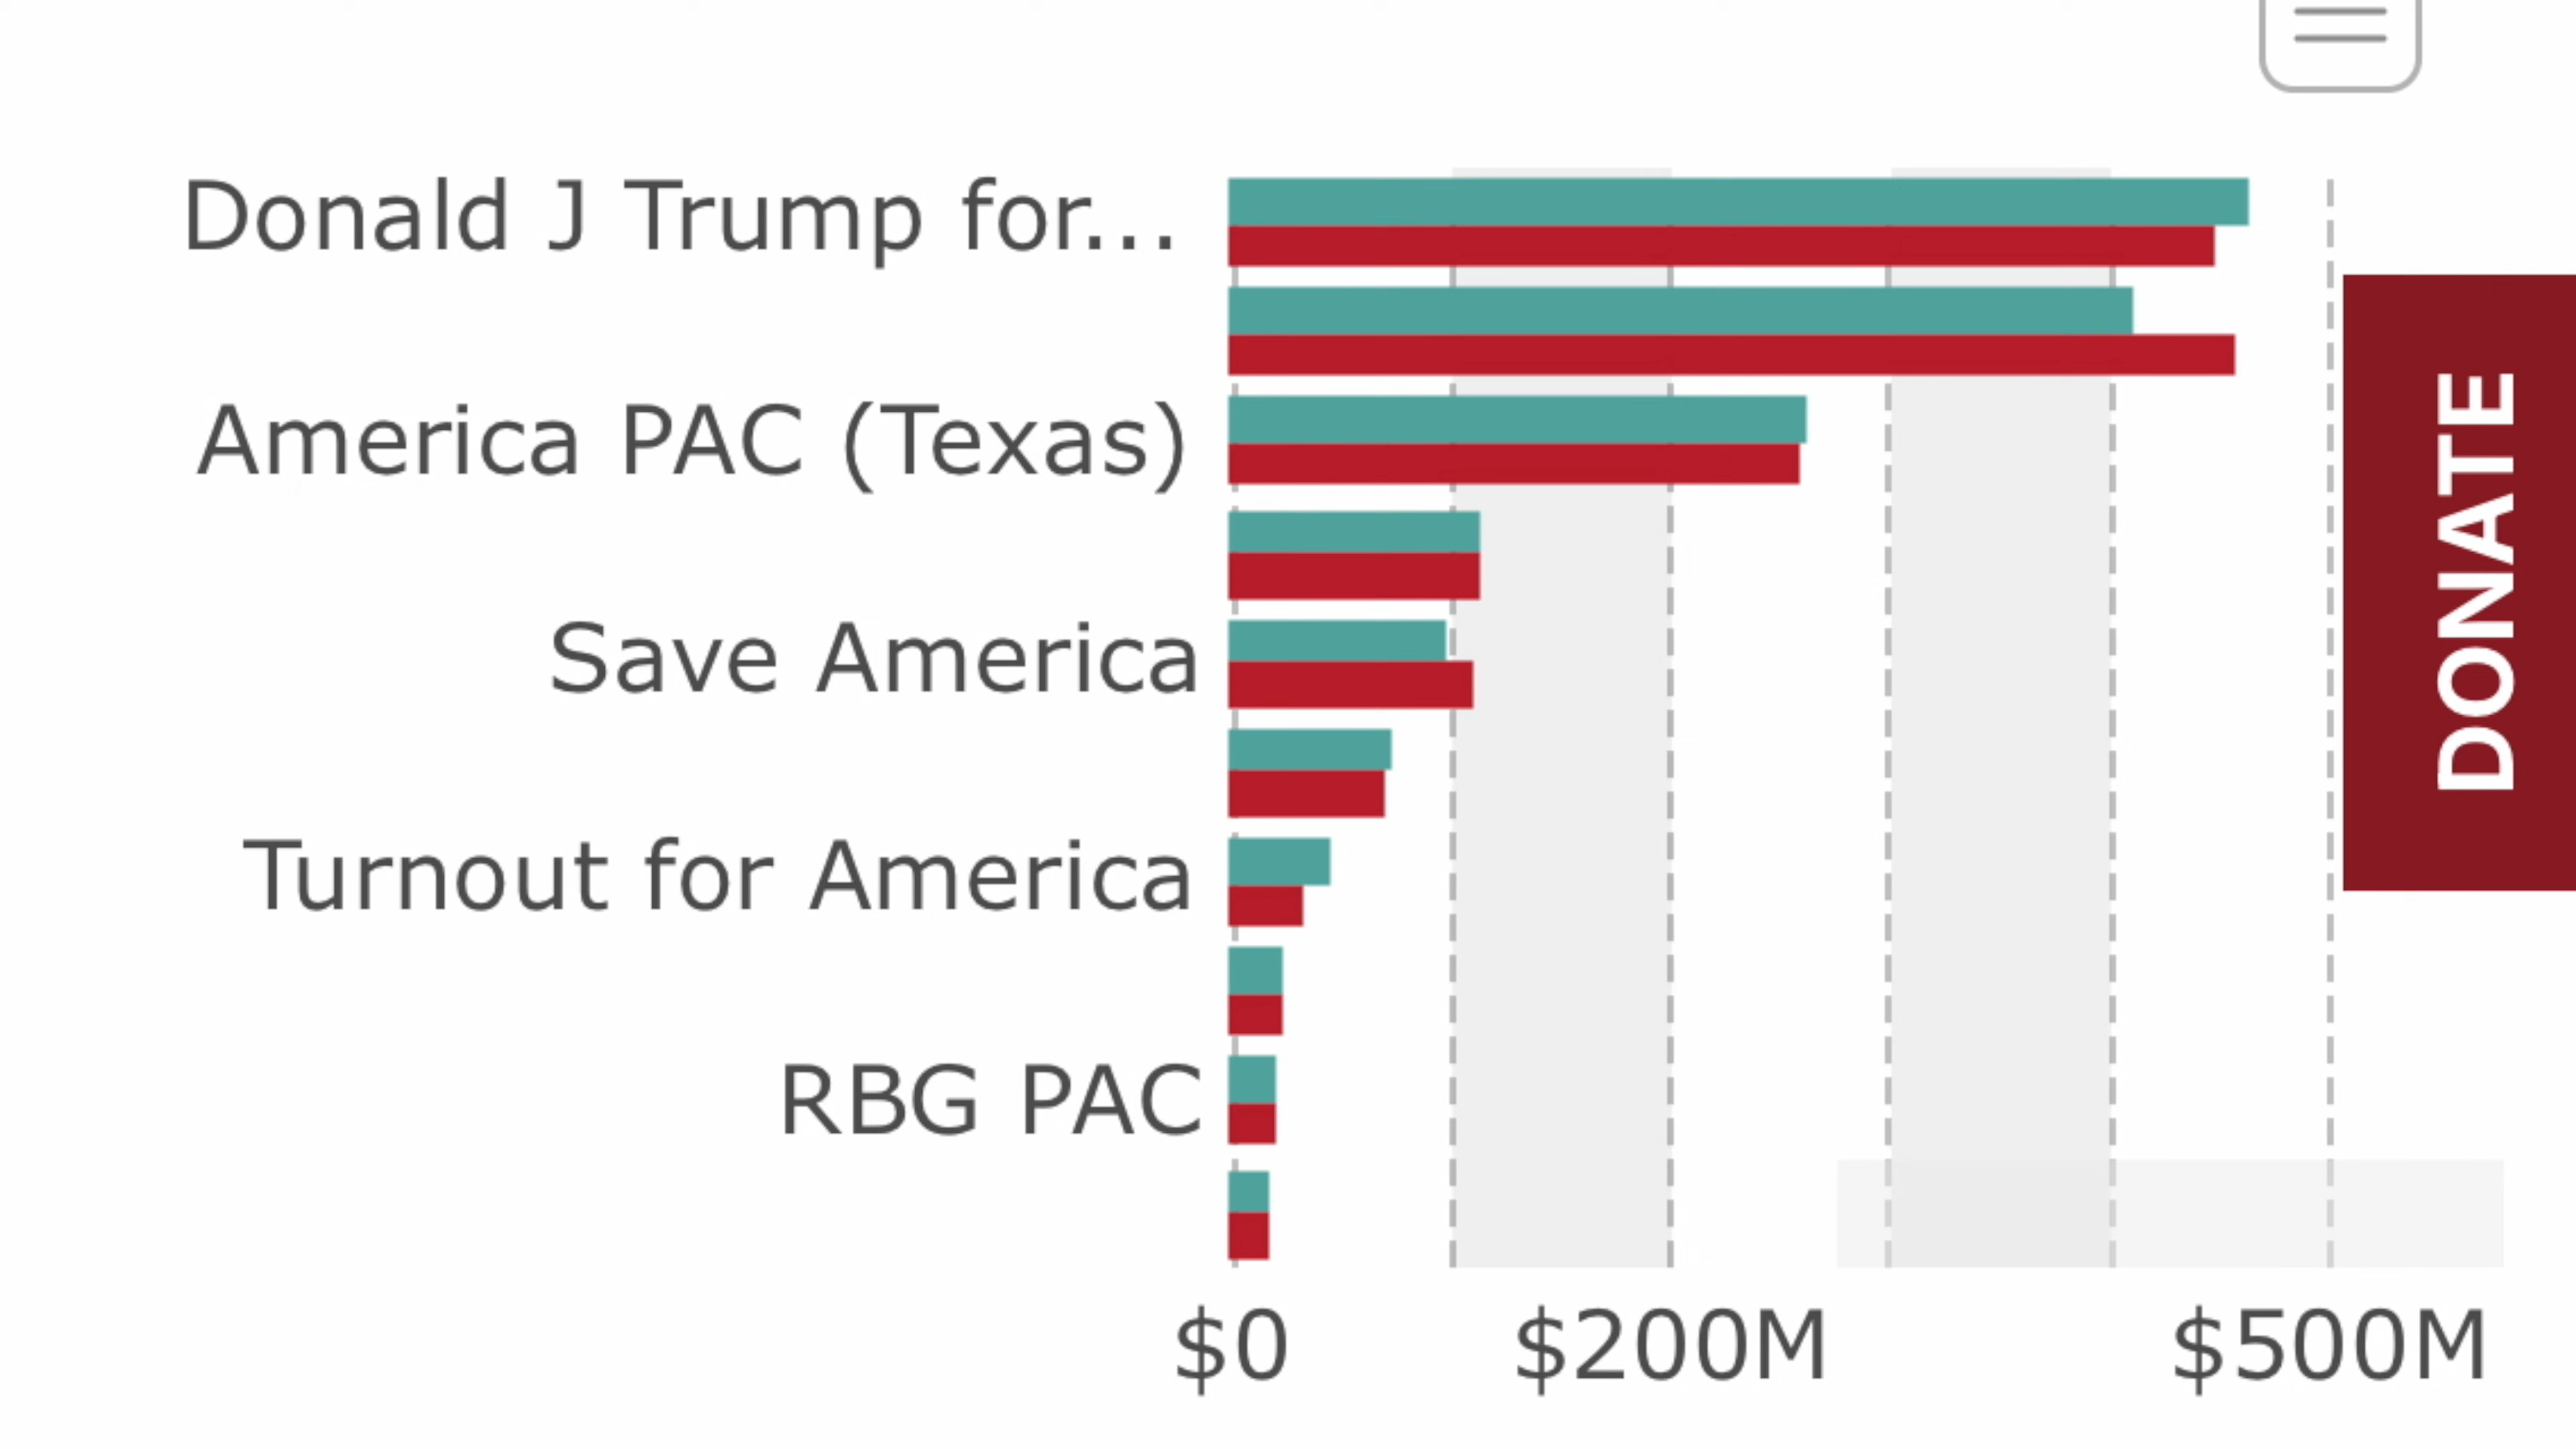 Donald J Trump for...
America PAC (Texas)
Save America
Turnout for America
RBG PAC
$0 $200M $500M
DONATE